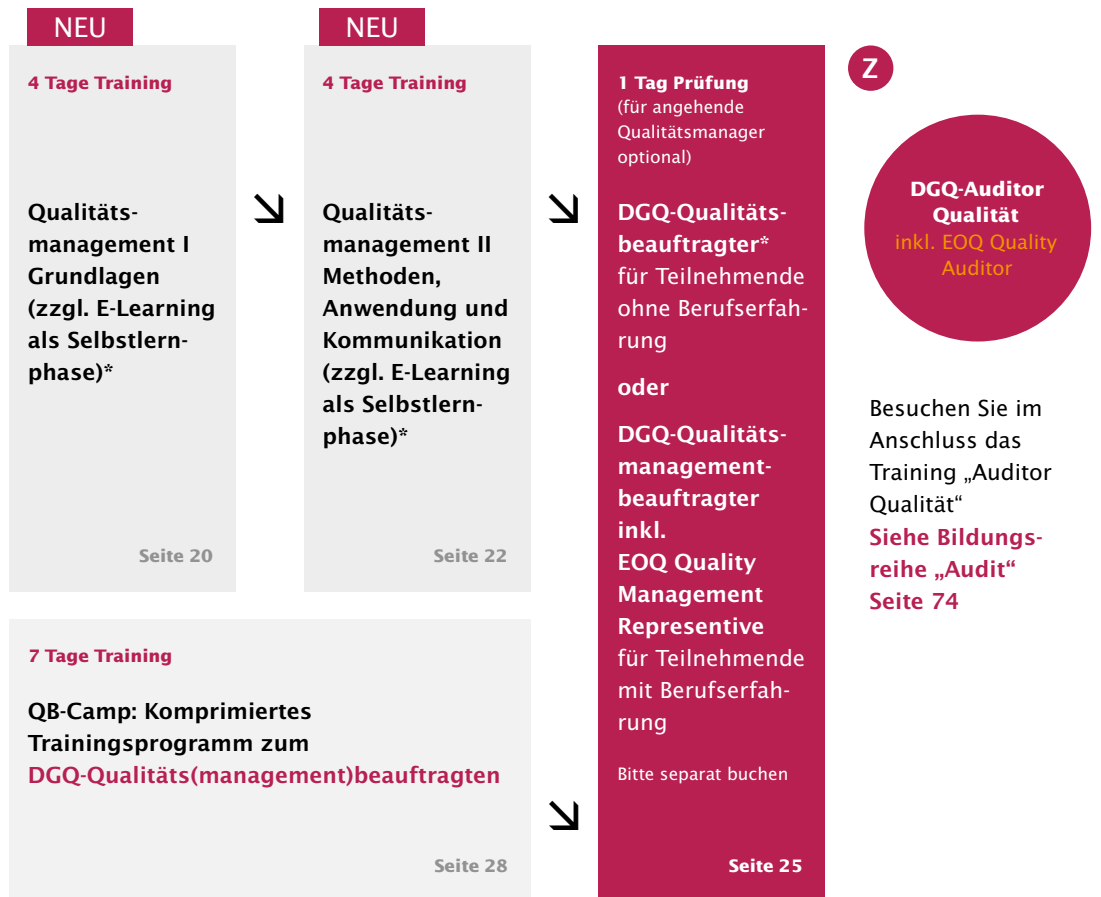 NEU
4 Tage Training
Qualitäts-
management I
Grundlagen
(zzgl. E-Learning
als Selbstlern-
phase)*
Seite 20
NEU
4 Tage Training
Qualitäts-
management II
Methoden,
Anwendung und
Kommunikation
(zzgl. E-Learning
als Selbstlern-
phase)*
Seite 22
7 Tage Training
QB-Camp: Komprimiertes
Trainingsprogramm zum
DGQ-Qualitäts(management)beauftragten
Seite 28
1 Tag Prüfung
(für angehende
Qualitätsmanager
optional)
DGQ-Qualitäts-
beauftragter*
für Teilnehmende
ohne Berufserfah-
rung
oder
DGQ-Qualitäts-
management-
beauftragter
inkl.
EOQ Quality
Management
Representive
für Teilnehmende
mit Berufserfah-
rung
Bitte separat buchen
Seite 25
Z
DGQ-Auditor
Qualität
inkl. EOQ Quality
Auditor
Besuchen Sie im
Anschluss das
Training „Auditor
Qualität“
Siehe Bildungs-
reihe „Audit“
Seite 74